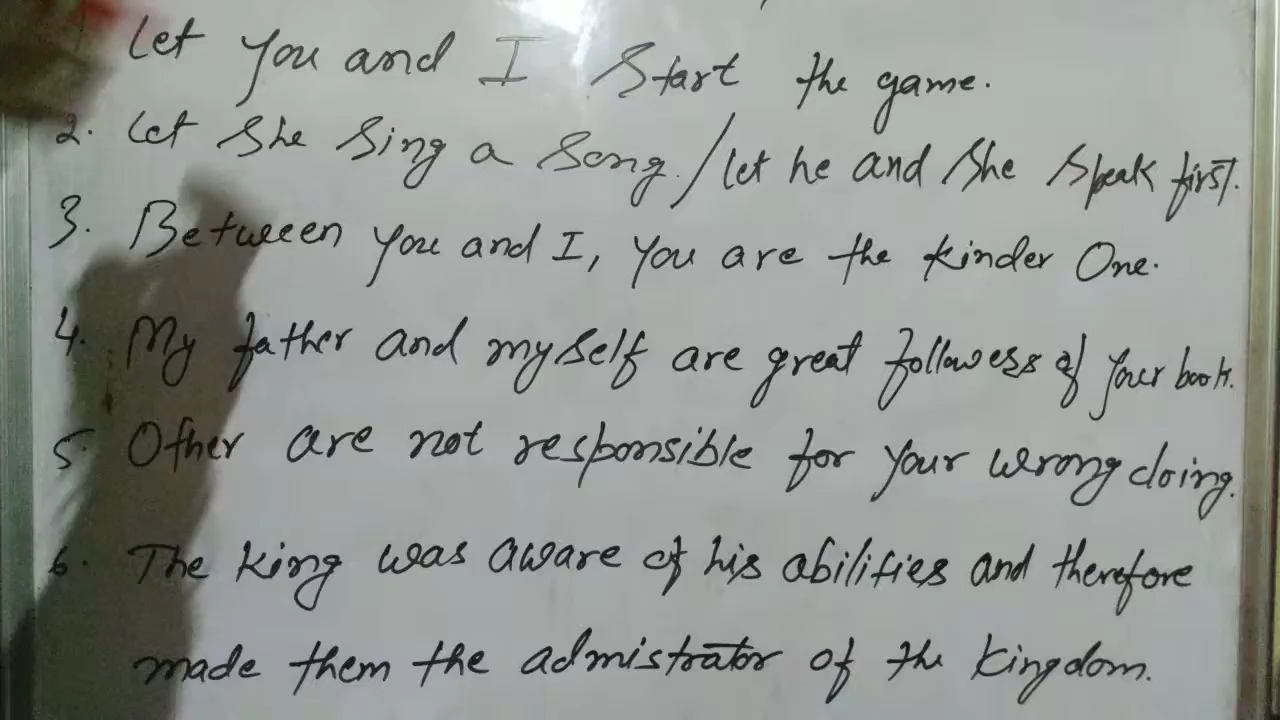 Let you and I start the game.
2. Let she sing a song./let he and she speak first.
3. Between you and I, you are the kinder One.
4. My father and myself are great followers of your book.
5. Other are not responsible for your wrong doing.
6. The king was aware of his abilities and therefore
made them the admistrator of the kingdom.